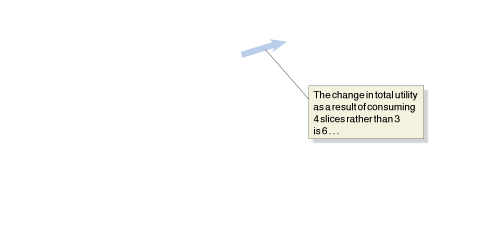 The change in total utility
as a result of consuming
4 slices rather than 3
is 6 . . .